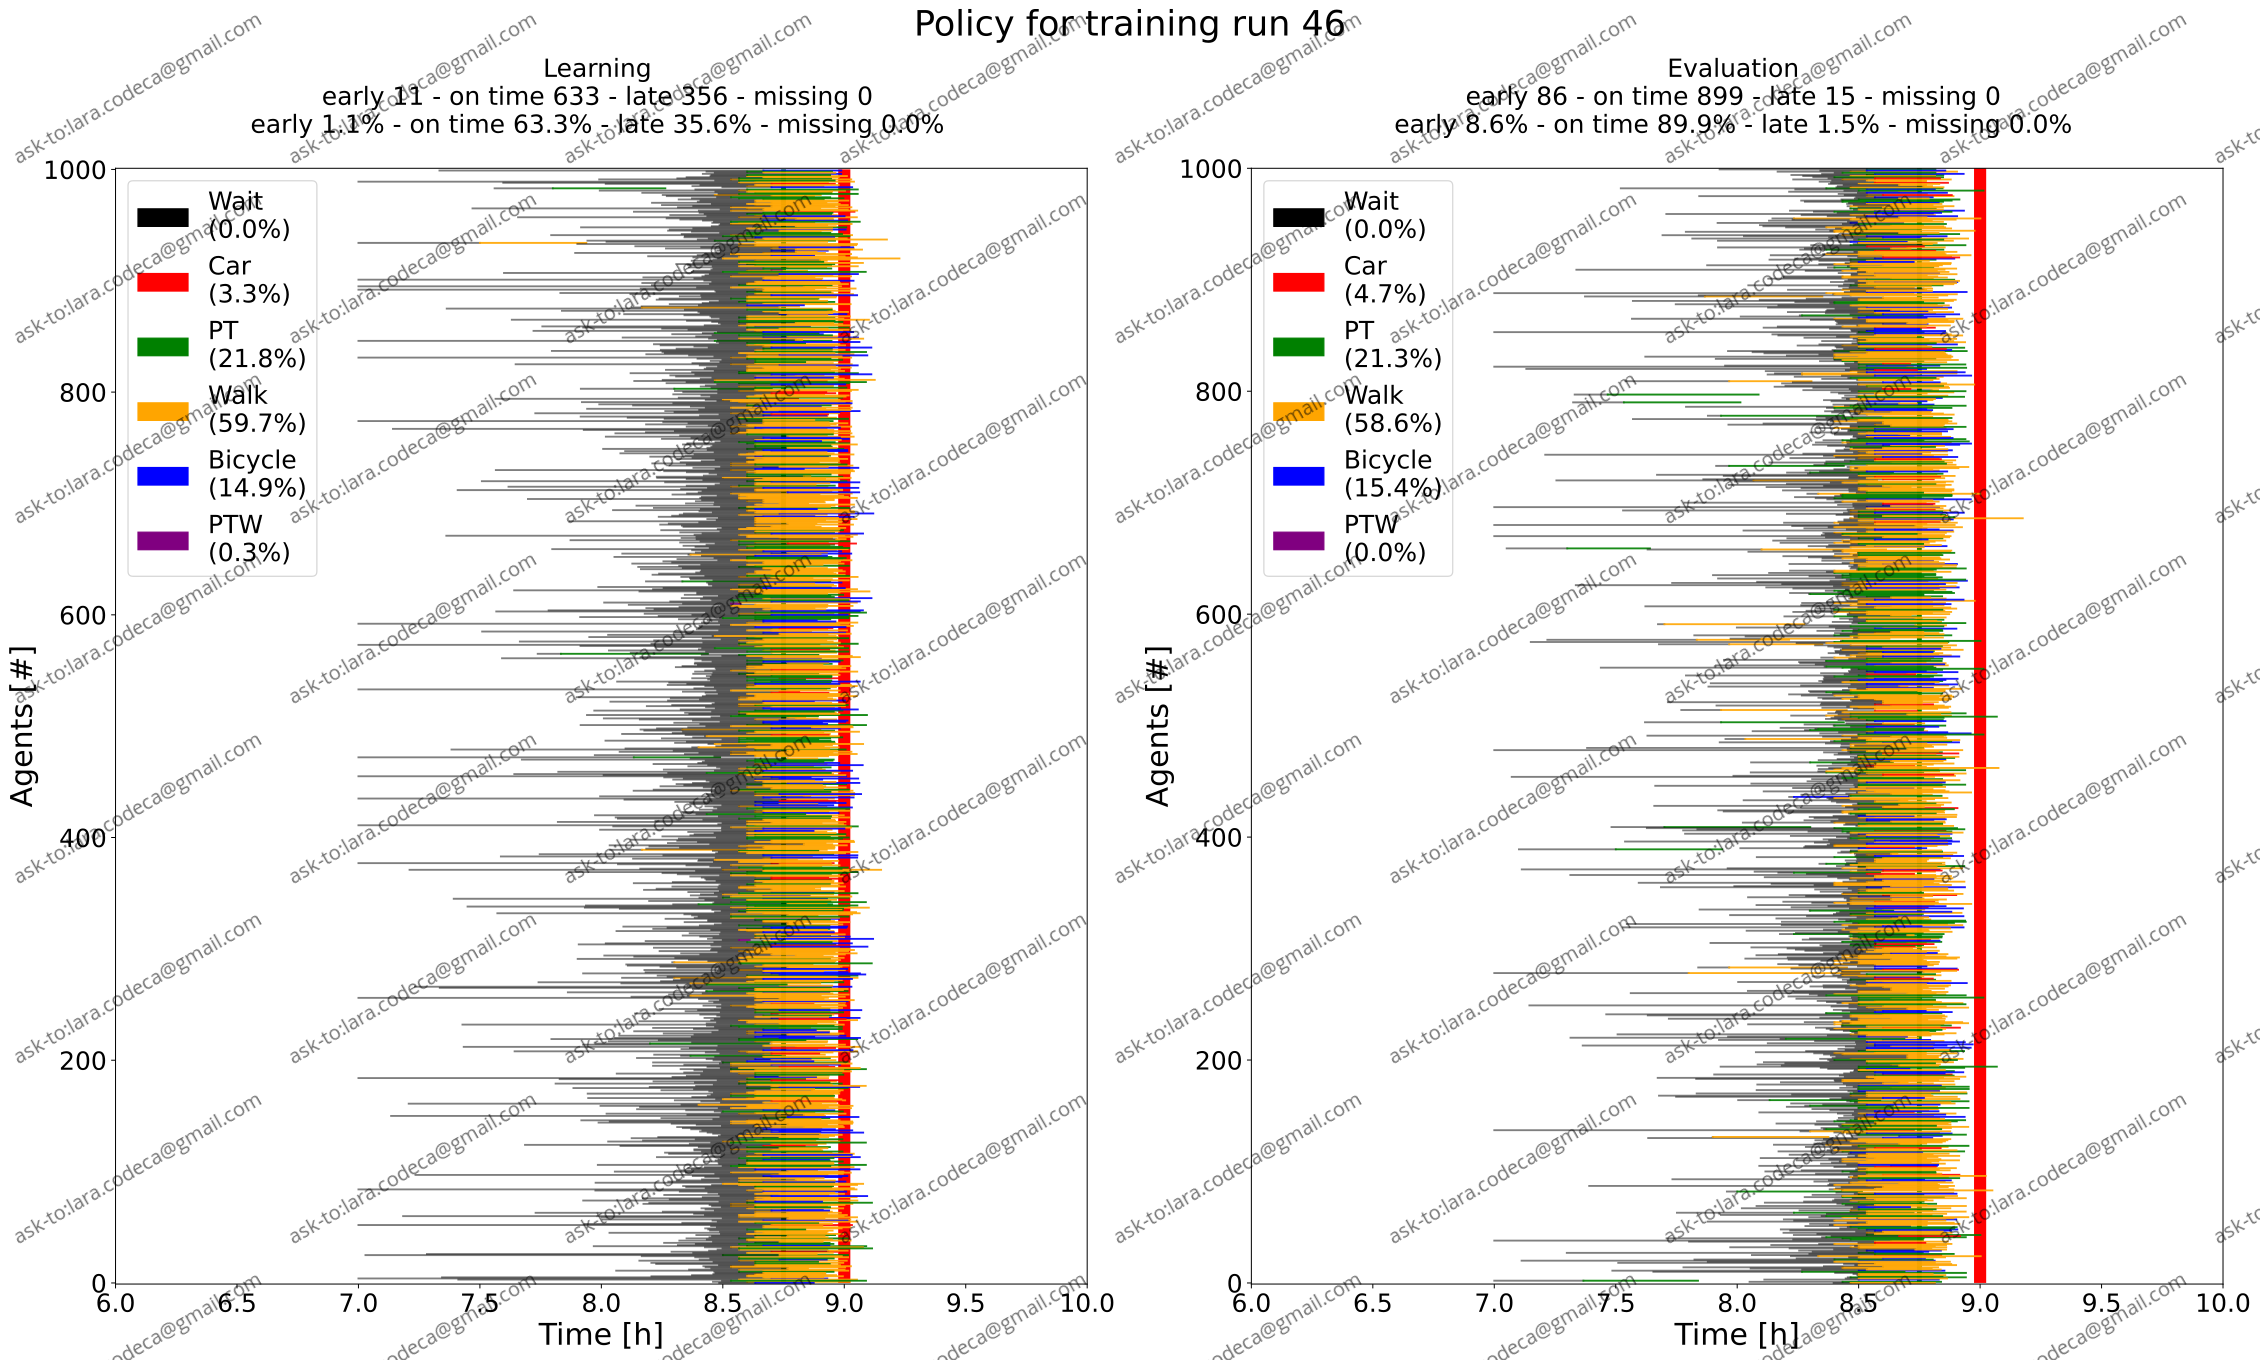 Policy for training run 46
Learning
early 11 - on time 633 - late 356 - missing 0
early 1.1% - on time 63.3% - late 35.6% - missing 0.0%
1000
800
600
400
200
0
Agents [#]
Wait
(0.0%)
Car
(3.3%)
PT
(21.8%)
Walk
(59.7%)
Bicycle
(14.9%)
PTW
(0.3%)
6.0 6.5 7.0 7.5 8.0 8.5 9.0 9.5 10.0
Time [h]
Evaluation
early 86 - on time 899 - late 15 - missing 0
early 8.6% - on time 89.9% - late 1.5% - missing 0.0%
1000
800
600
400
200
0
Agents [#]
Wait
(0.0%)
Car
(4.7%)
PT
(21.3%)
Walk
(58.6%)
Bicycle
(15.4%)
PTW
(0.0%)
6.0 6.5 7.0 7.5 8.0 8.5 9.0 9.5 10.0
Time [h]
ask-to:lara.codeca@gmail.com